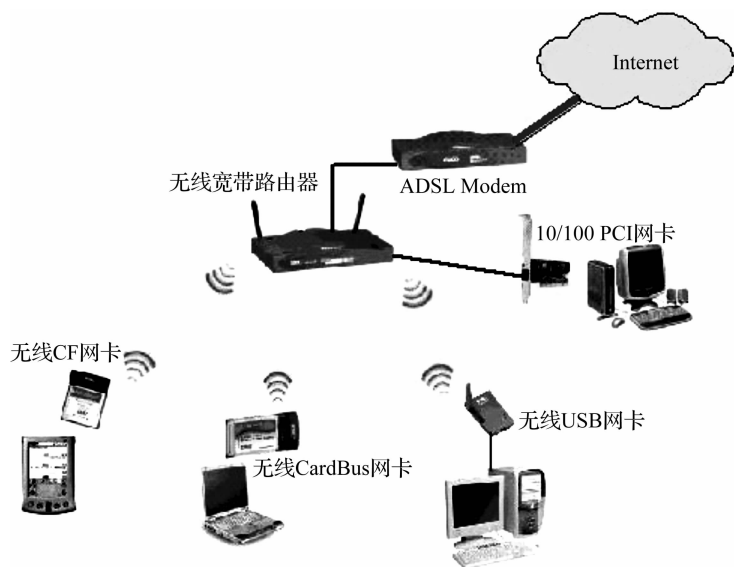 Internet
ADSL Modem
无线宽带路由器
10/100 PCI网卡
无线CF网卡
无线USB网卡
无线CardBus网卡